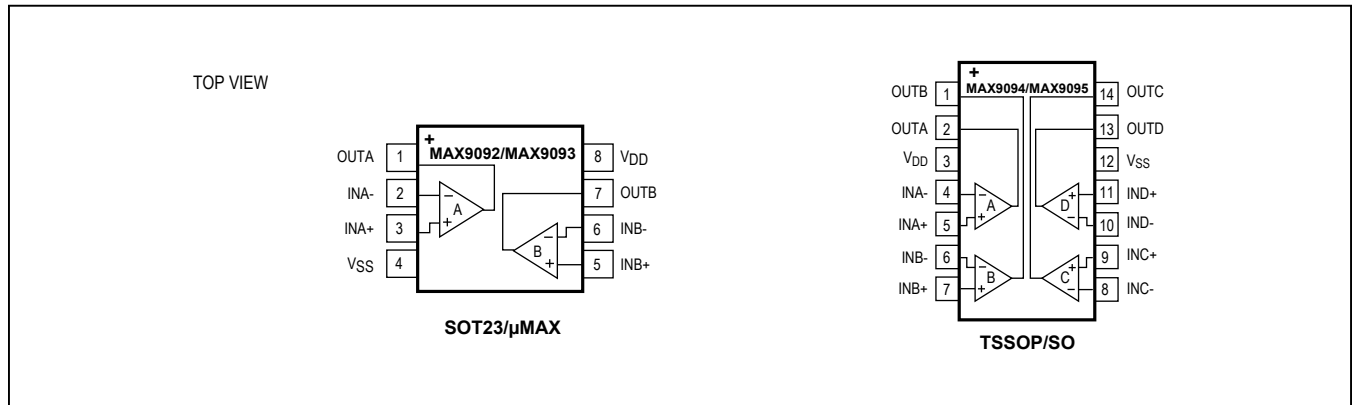 TOP VIEW
+
MAX9092/MAX9093
OUTA 1
INA- 2
INA+ 3
VSS 4
8 VDD
7 OUTB
6 INB-
5 INB+
− + A
− + B
SOT23/µMAX
+
MAX9094/MAX9095
OUTB 1
OUTA 2
VDD 3
INA- 4
INA+ 5
INB- 6
INB+ 7
14 OUTC
13 OUTD
12 VSS
11 IND+
10 IND-
9 INC+
8 INC-
− + A
+ − D
− + B
+ − C
TSSOP/SO